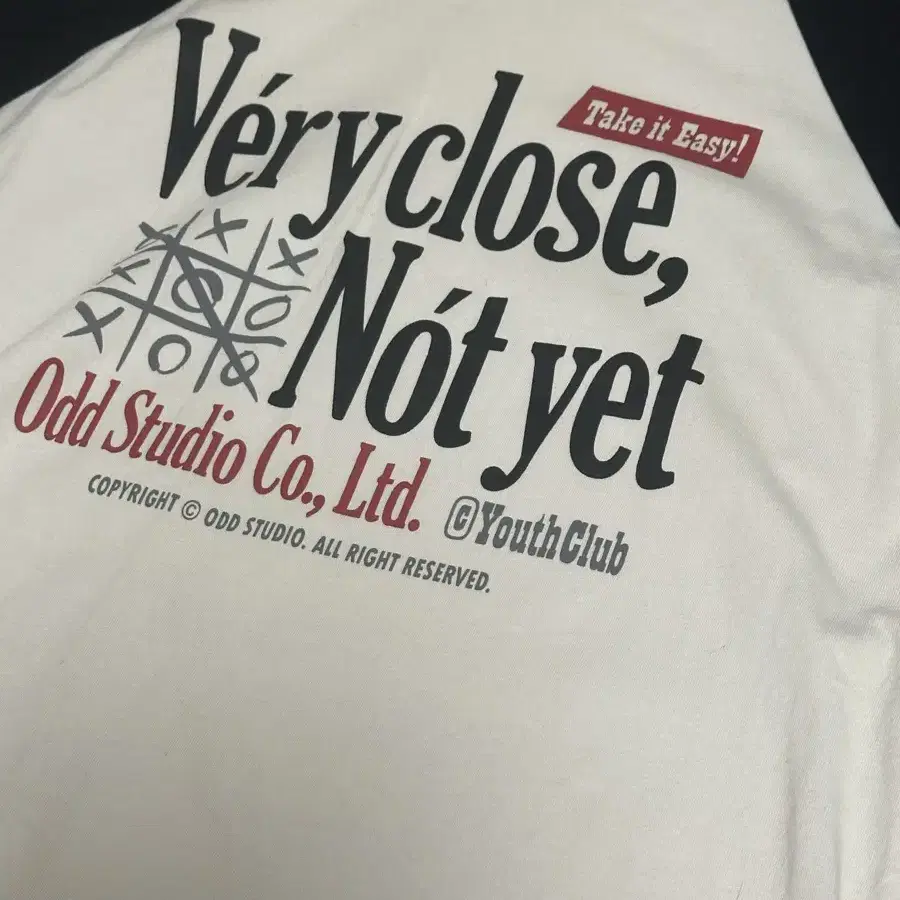 Véry close,
Take it Easy!
Nót yet
Odd Studio Co., Ltd.
©YouthClub
COPYRIGHT © ODD STUDIO. ALL RIGHT RESERVED.